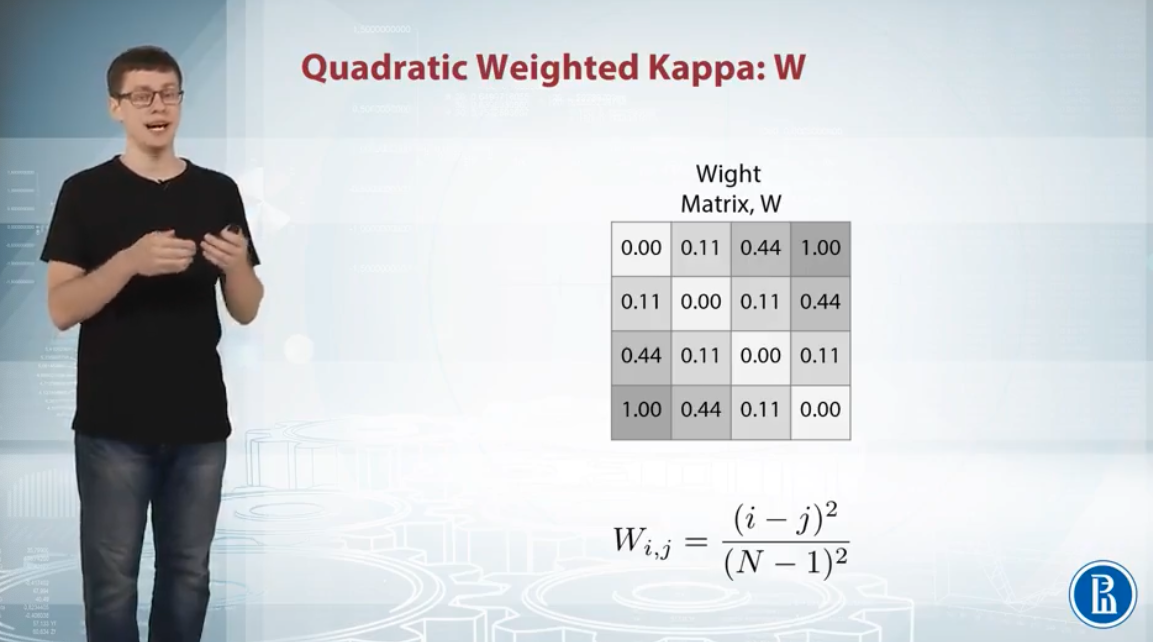 Quadratic Weighted Kappa: W
Wight
Matrix, W
0.00 0.11 0.44 1.00
0.11 0.00 0.11 0.44
0.44 0.11 0.00 0.11
1.00 0.44 0.11 0.00
W_{i,j} = \frac{(i - j)^2}{(N - 1)^2}